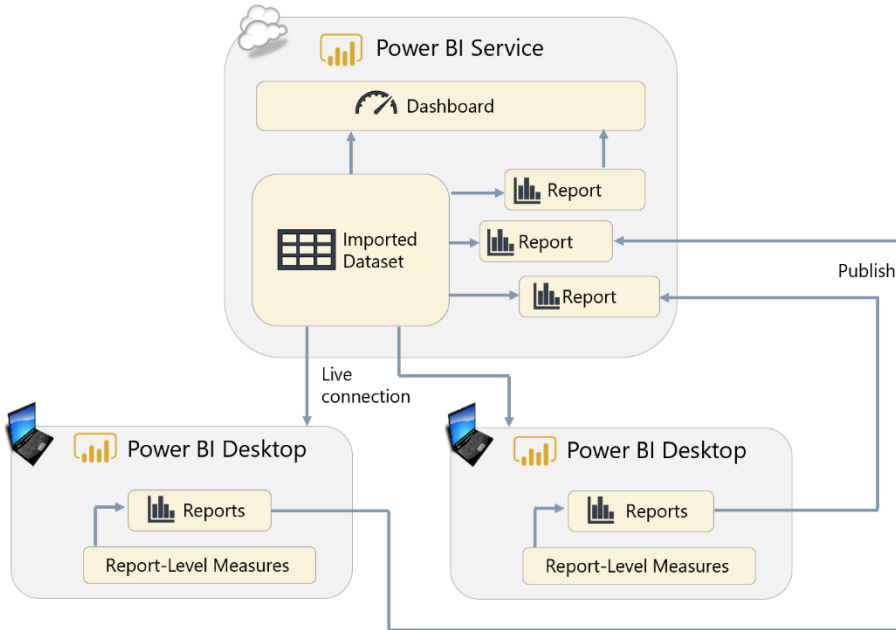 Power BI Service
Dashboard
Report
Imported
Dataset
Report
Publish
Report
Live
connection
Power BI Desktop
Reports
Report-Level Measures
Power BI Desktop
Reports
Report-Level Measures